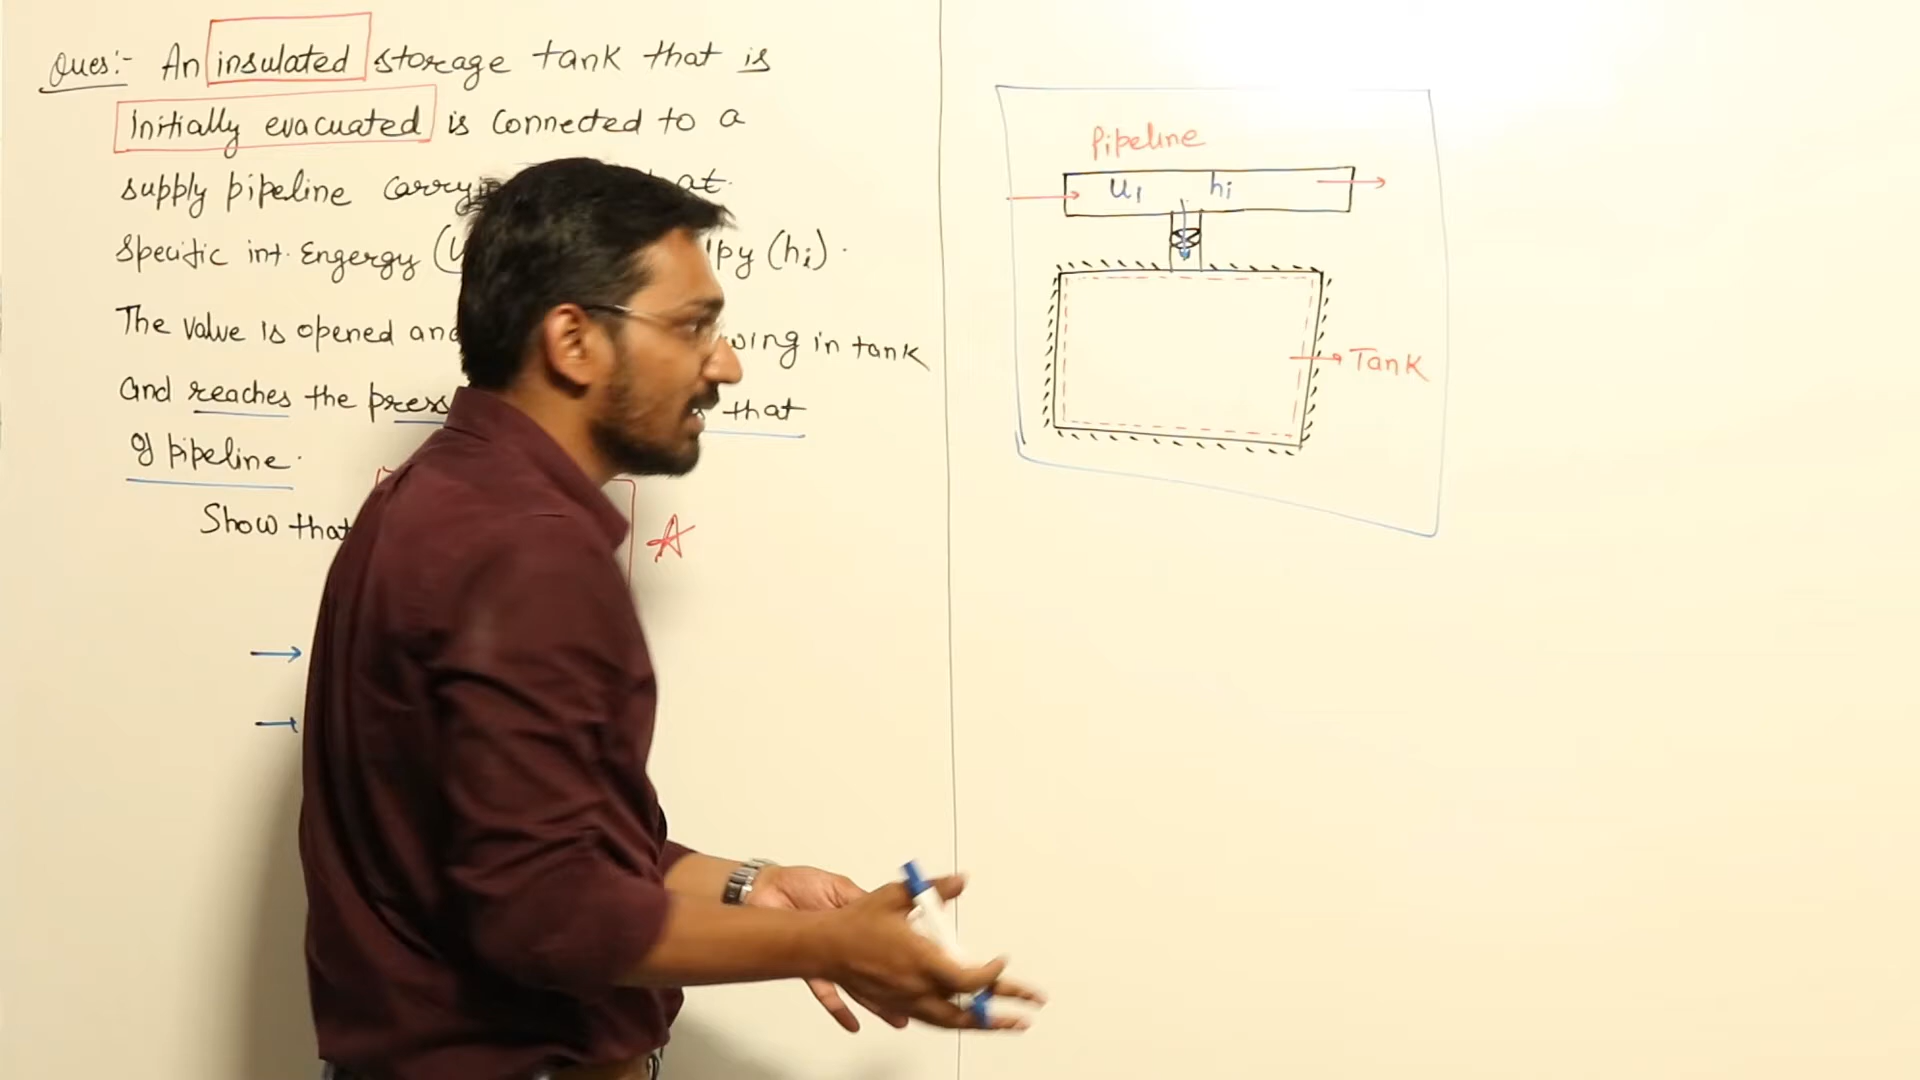 Ques:- An insulated storage tank that is
initially evacuated is connected to a
supply pipeline at
specific int. Engergy (U py (hi).
The valve is opened and wing in tank
and reaches the press that
of pipeline.
Show that
Pipeline
u1 hi
Tank